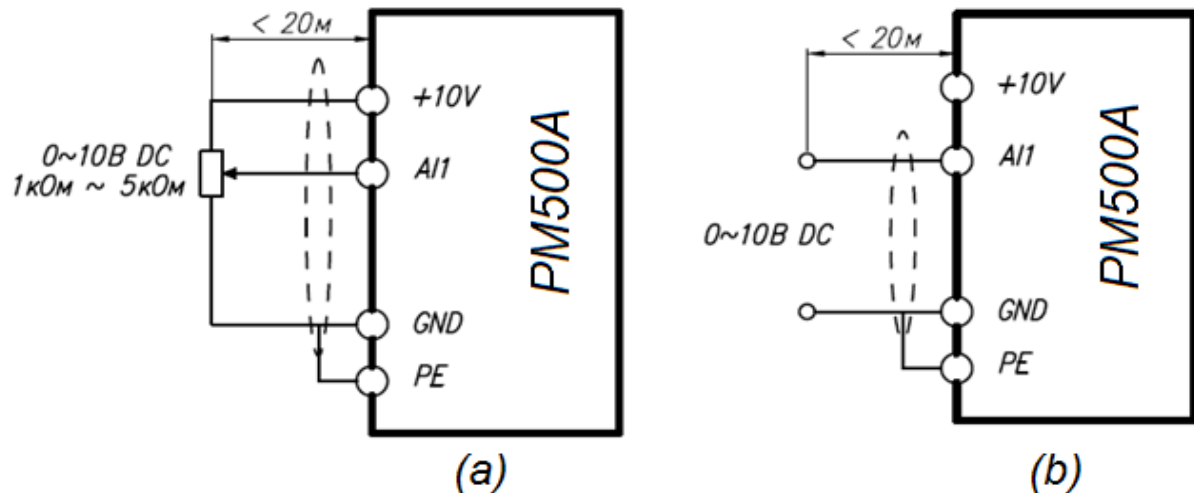 < 20м
+10V
0~10В DC
1кОм ~ 5кОм
AI1
GND
PE
PM500A
(a)
< 20м
+10V
AI1
0~10В DC
GND
PE
PM500A
(b)